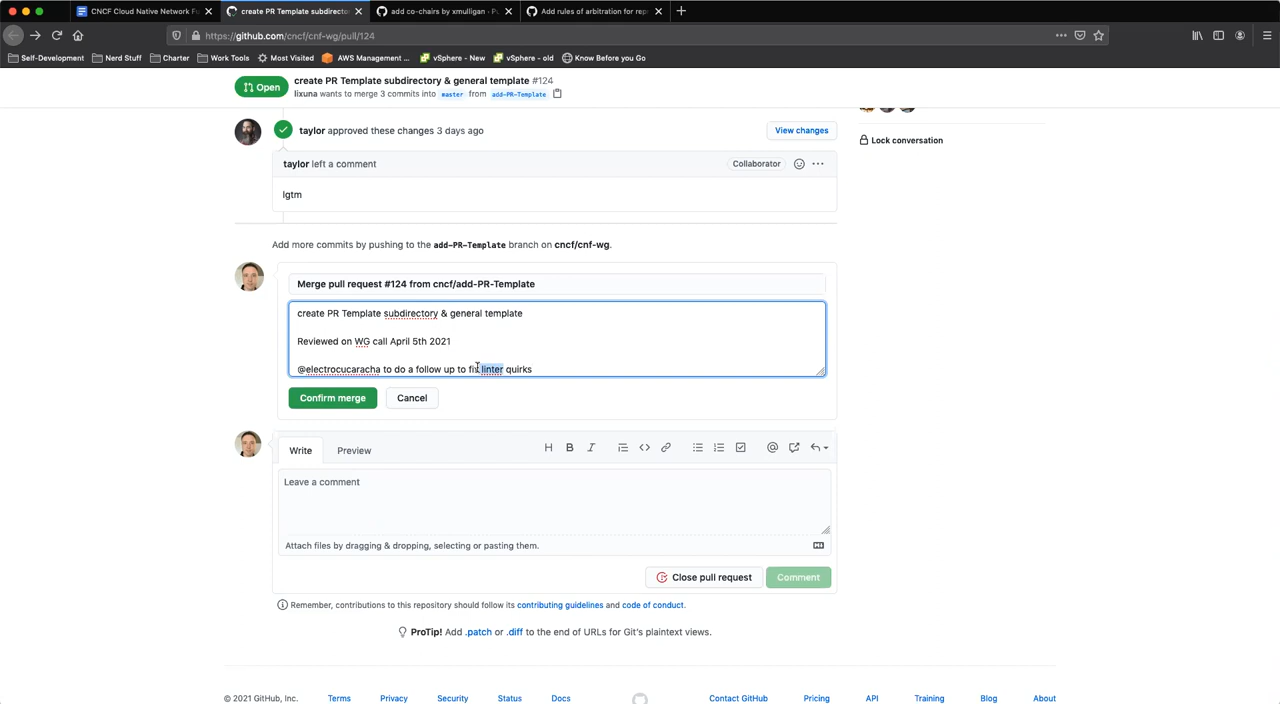 CNCF Cloud Native Network Fu
create PR Template subdirector
add co-chairs by xmulligan · Pu
Add rules of arbitration for repr
https://github.com/cncf/cnf-wg/pull/124
Self-Development
Nerd Stuff
Charter
Work Tools
Most Visited
AWS Management ...
vSphere - New
vSphere - old
Know Before you Go
Open
create PR Template subdirectory & general template #124
lixuna wants to merge 3 commits into master from add-PR-Template
taylor approved these changes 3 days ago
View changes
Lock conversation
taylor left a comment
Collaborator
lgtm
Add more commits by pushing to the add-PR-Template branch on cncf/cnf-wg.
Merge pull request #124 from cncf/add-PR-Template
create PR Template subdirectory & general template
Reviewed on WG call April 5th 2021
@electrocucaracha to do a follow up to fix linter quirks
Confirm merge
Cancel
Write
Preview
Leave a comment
Attach files by dragging & dropping, selecting or pasting them.
Close pull request
Comment
Remember, contributions to this repository should follow its contributing guidelines and code of conduct.
ProTip! Add .patch or .diff to the end of URLs for Git's plaintext views.
© 2021 GitHub, Inc.
Terms
Privacy
Security
Status
Docs
Contact GitHub
Pricing
API
Training
Blog
About